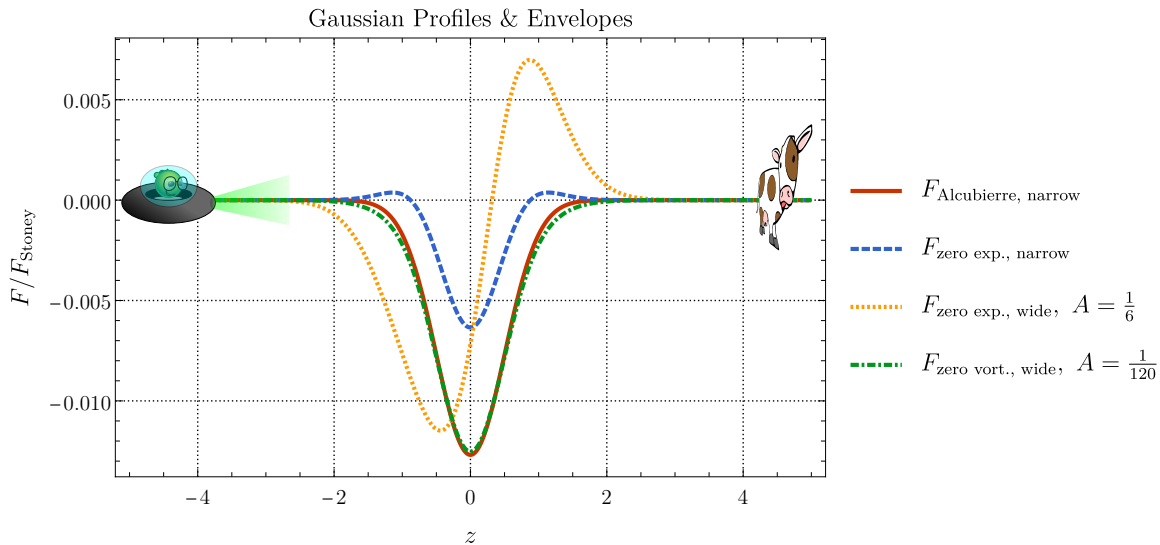 Gaussian Profiles & Envelopes
F/F_Stoney
0.005
0.000
−0.005
−0.010
−4 −2 0 2 4
z
F_Alcubierre, narrow
F_zero exp., narrow
F_zero exp., wide, A = 1/6
F_zero vort., wide, A = 1/120